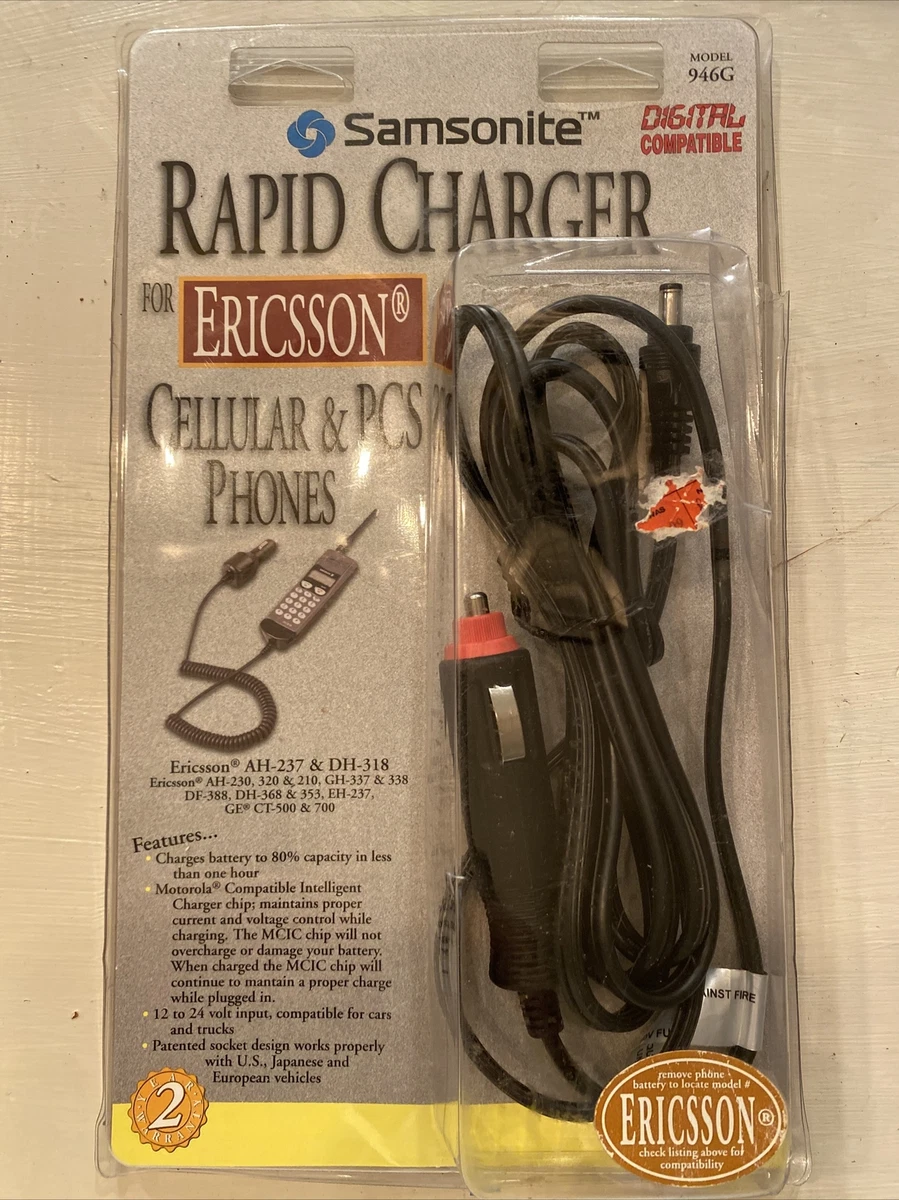 MODEL
946G
Samsonite™
DIGITAL
COMPATIBLE
RAPID CHARGER
FOR ERICSSON®
CELLULAR & PCS
PHONES
Ericsson® AH-237 & DH-318
Ericsson® AH-230, 320 & 210, GH-337 & 338
DF-388, DH-368 & 353, EH-237,
GE® CT-500 & 700
Features...
• Charges battery to 80% capacity in less
than one hour
• Motorola® Compatible Intelligent
Charger chip; maintains proper
current and voltage control while
charging. The MCIC chip will not
overcharge or damage your battery.
When charged the MCIC chip will
continue to mantain a proper charge
while plugged in.
• 12 to 24 volt input, compatible for cars
and trucks
• Patented socket design works properly
with U.S., Japanese and
European vehicles
2 YEAR
WARRANTY
AINST FIRE
remove phone
battery to locate model #
ERICSSON®
check listing above for
compatibility